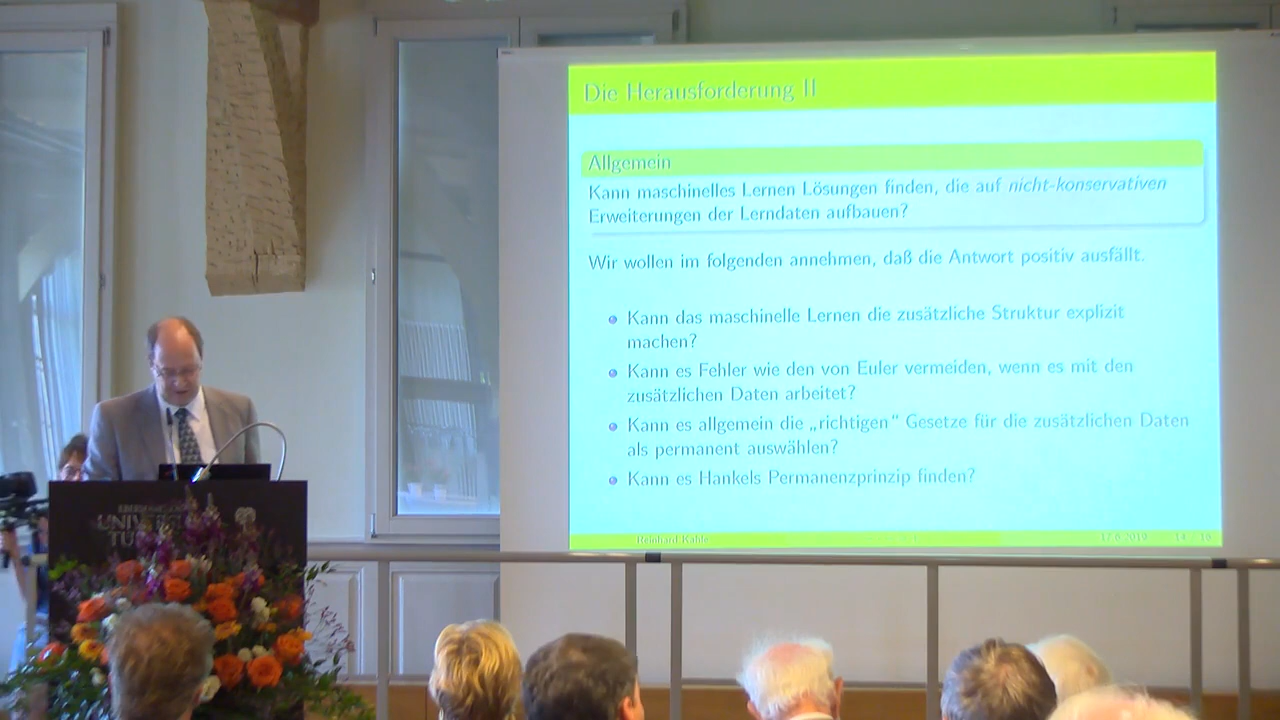 Die Herausforderung II
Allgemein
Kann maschinelles Lernen Lösungen finden, die auf nicht-konservativen
Erweiterungen der Lerndaten aufbauen?
Wir wollen im folgenden annehmen, daß die Antwort positiv ausfällt.
Kann das maschinelle Lernen die zusätzliche Struktur explizit
machen?
Kann es Fehler wie den von Euler vermeiden, wenn es mit den
zusätzlichen Daten arbeitet?
Kann es allgemein die „richtigen“ Gesetze für die zusätzlichen Daten
als permanent auswählen?
Kann es Hankels Permanenzprinzip finden?
Reinhard Kahle